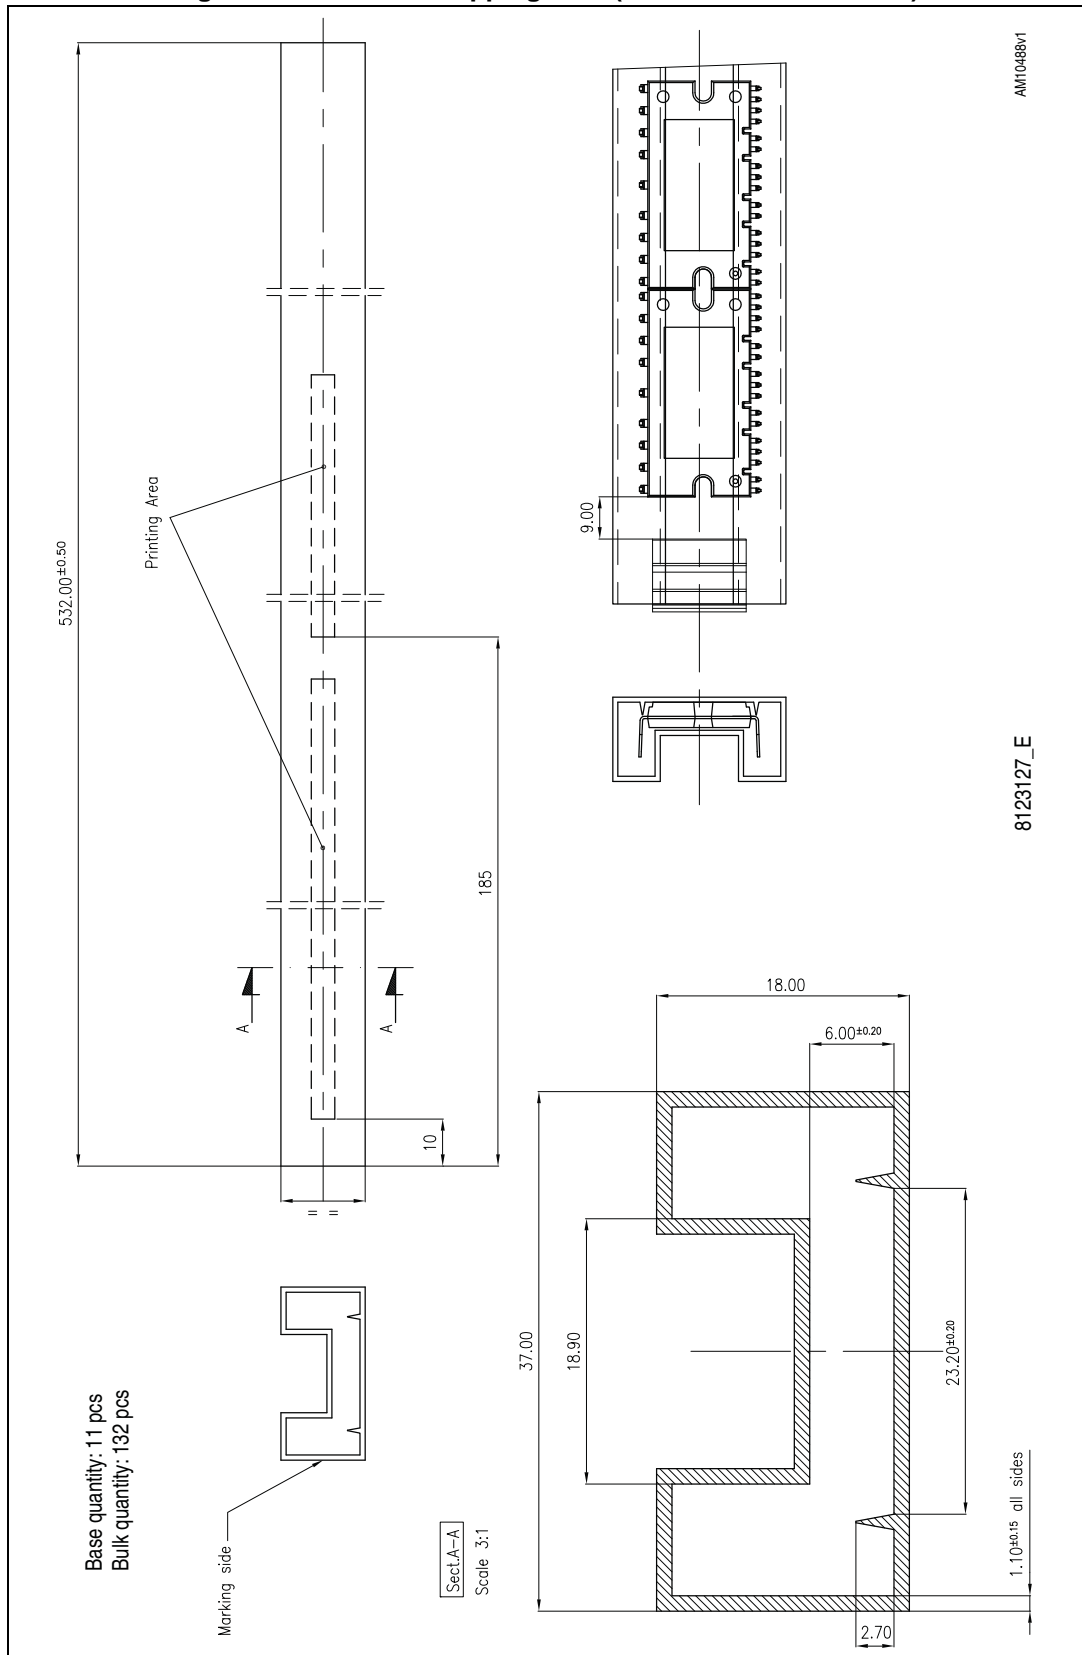 AM10488v1
532.00±0.50
Printing Area
9.00
185
A
A
10
= =
8123127_E
18.00
6.00±0.20
37.00
18.90
23.20±0.20
1.10±0.15 all sides
2.70
Base quantity: 11 pcs
Bulk quantity: 132 pcs
Marking side
Sect.A-A
Scale 3:1